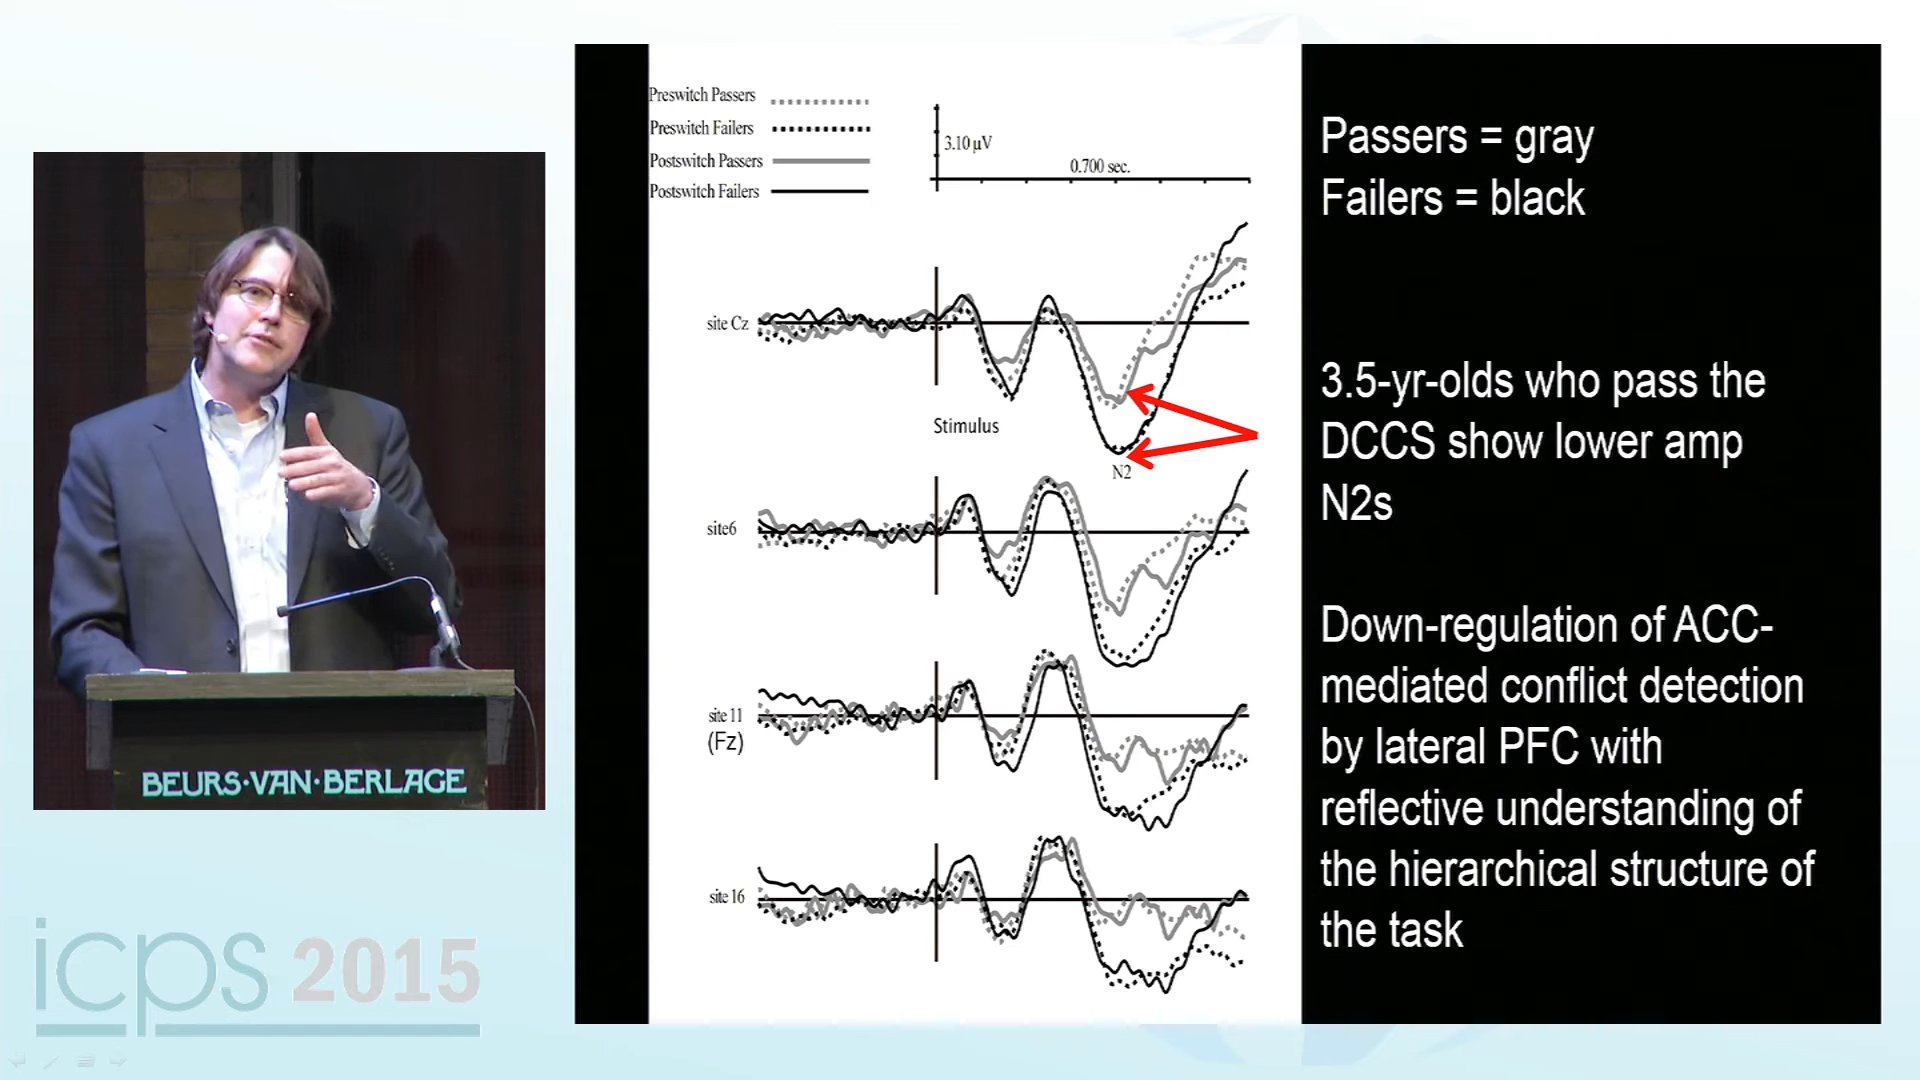 Preswitch Passers
Preswitch Failers
Postswitch Passers
Postswitch Failers
3.10 µV
0.700 sec.
site Cz
Stimulus
N2
site6
site 11
(Fz)
site 16
Passers = gray
Failers = black
3.5-yr-olds who pass the
DCCS show lower amp
N2s
Down-regulation of ACC-
mediated conflict detection
by lateral PFC with
reflective understanding of
the hierarchical structure of
the task
BEURS·VAN·BERLAGE
icps 2015